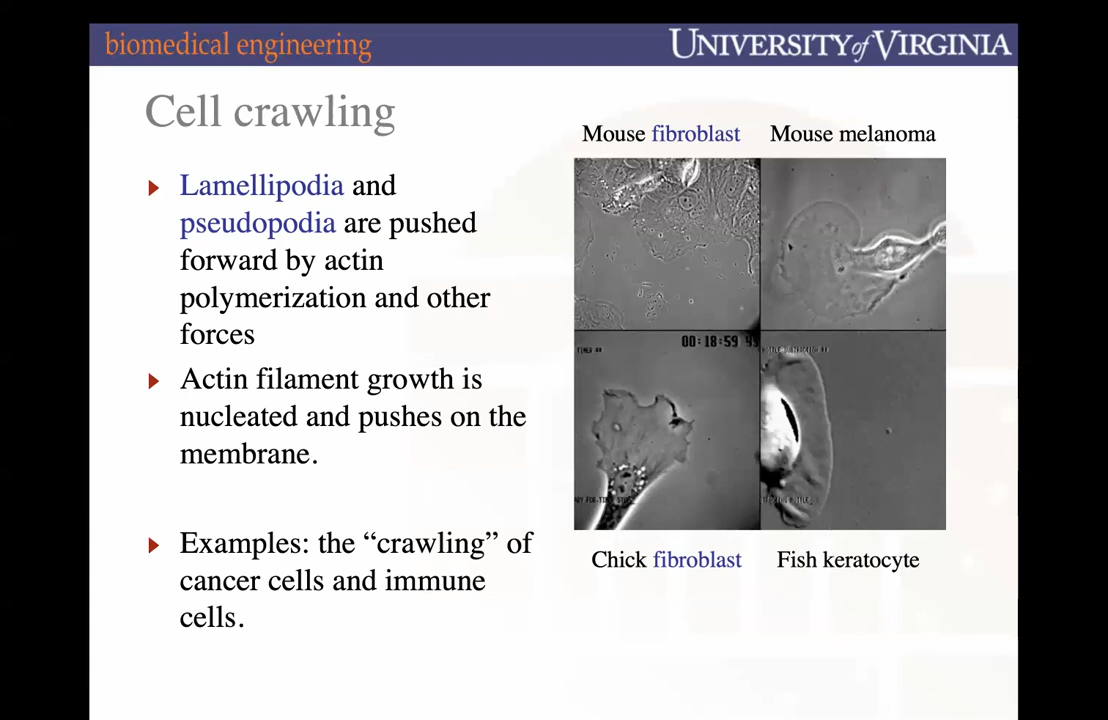 biomedical engineering
UNIVERSITY of VIRGINIA
Cell crawling
Mouse fibroblast
Mouse melanoma
Lamellipodia and
pseudopodia are pushed
forward by actin
polymerization and other
forces
Actin filament growth is
nucleated and pushes on the
membrane.
Examples: the “crawling” of
cancer cells and immune
cells.
00:18:59
Chick fibroblast
Fish keratocyte